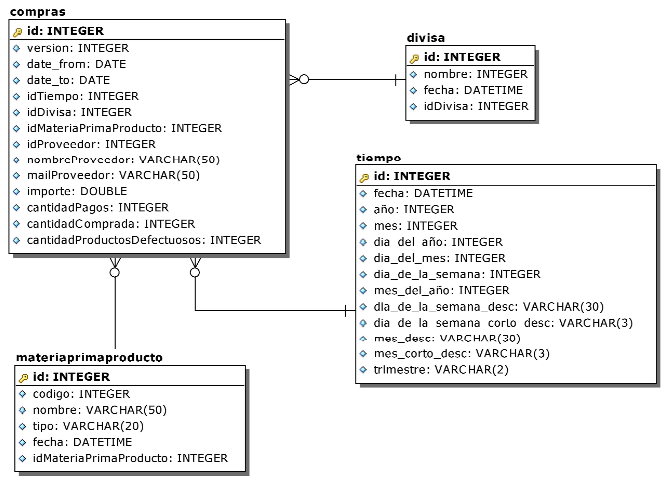 compras
id: INTEGER
version: INTEGER
date_from: DATE
date_to: DATE
idTiempo: INTEGER
idDivisa: INTEGER
idMateriaPrimaProducto: INTEGER
idProveedor: INTEGER
nombreProveedor: VARCHAR(50)
mailProveedor: VARCHAR(50)
importe: DOUBLE
cantidadPagos: INTEGER
cantidadComprada: INTEGER
cantidadProductosDefectuosos: INTEGER
divisa
id: INTEGER
nombre: INTEGER
fecha: DATETIME
idDivisa: INTEGER
tiempo
id: INTEGER
fecha: DATETIME
año: INTEGER
mes: INTEGER
dia_del_año: INTEGER
dia_del_mes: INTEGER
dia_de_la_semana: INTEGER
mes_del_año: INTEGER
dia_de_la_semana_desc: VARCHAR(30)
dia_de_la_semana_corto_desc: VARCHAR(3)
mes_desc: VARCHAR(30)
mes_corto_desc: VARCHAR(3)
trimestre: VARCHAR(2)
materiaprimaproducto
id: INTEGER
codigo: INTEGER
nombre: VARCHAR(50)
tipo: VARCHAR(20)
fecha: DATETIME
idMateriaPrimaProducto: INTEGER